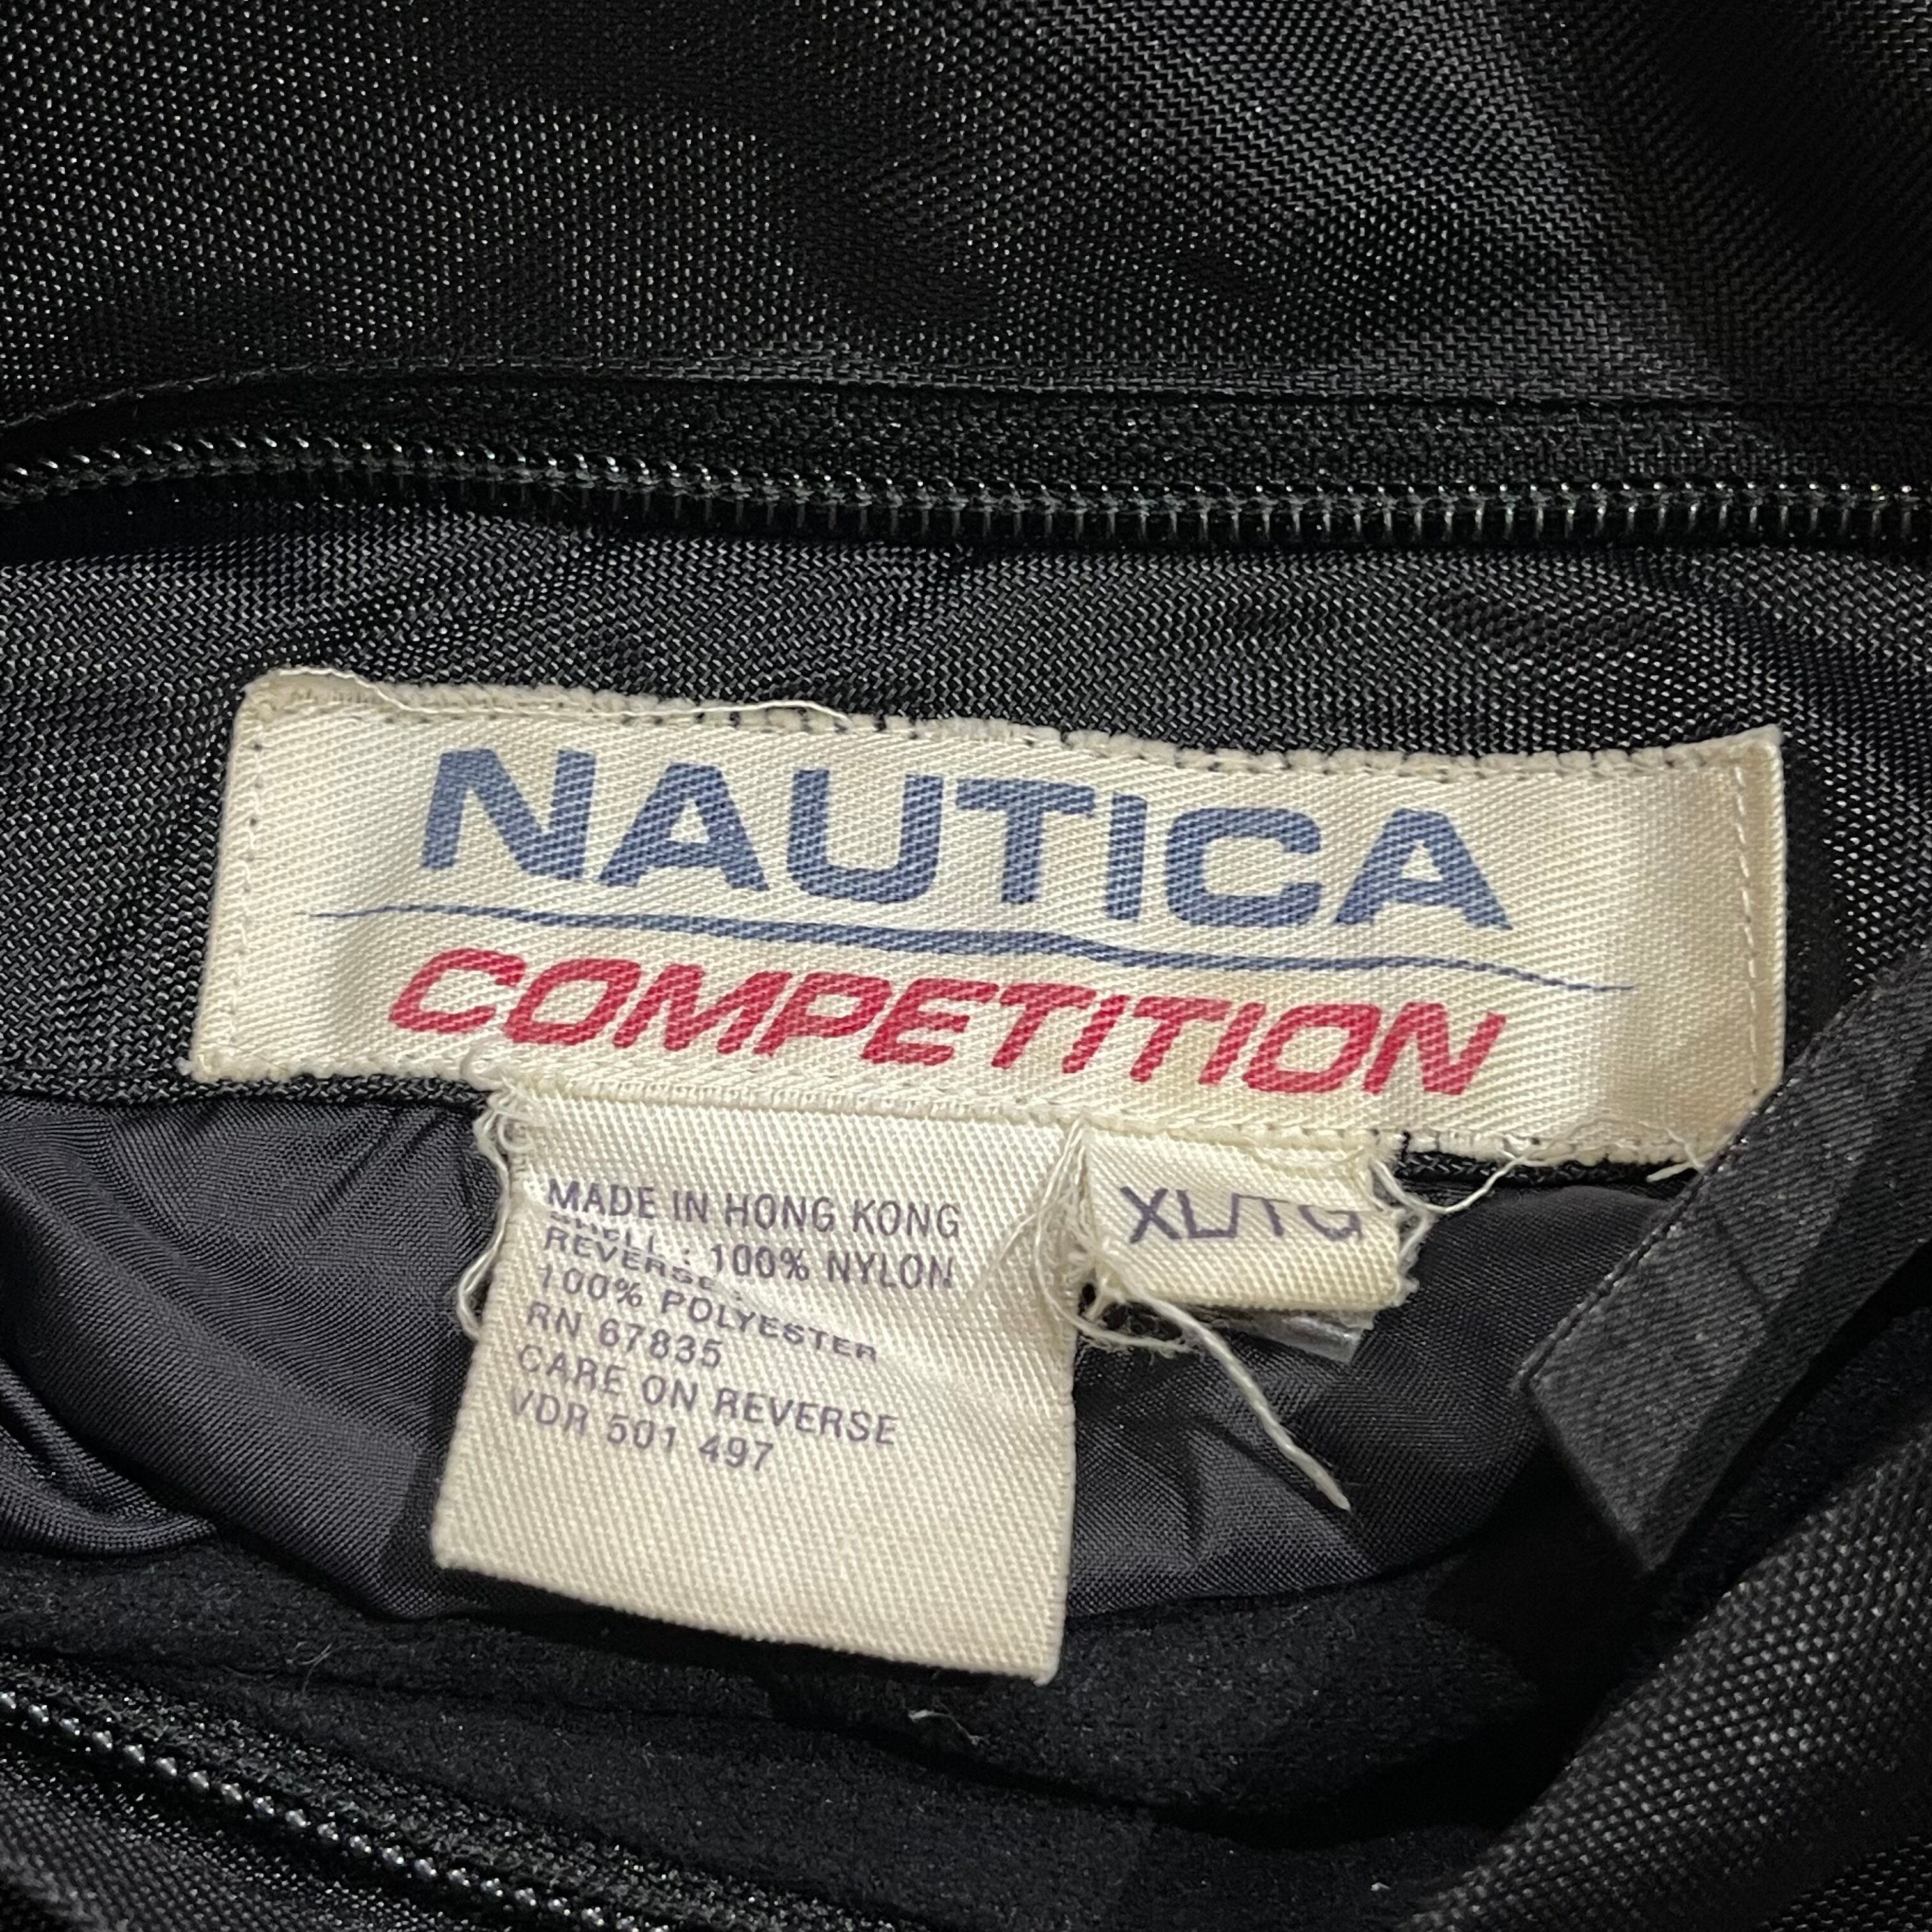 NAUTICA
COMPETITION
MADE IN HONG KONG
SHELL: 100% NYLON
REVERSE:
100% POLYESTER
RN 67835
CARE ON REVERSE
VDR 501 497
XL/TG